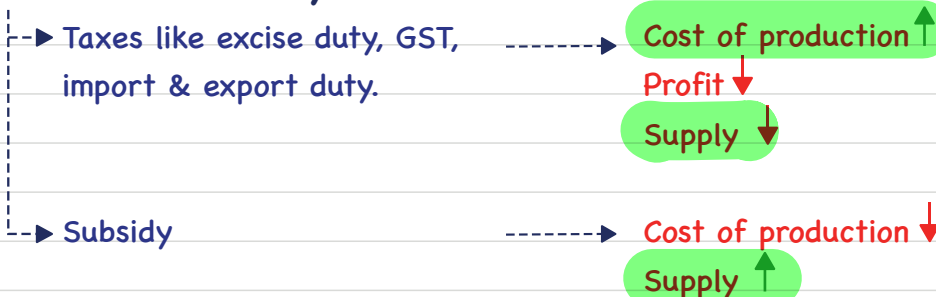 Taxes like excise duty, GST,
import & export duty.
Cost of production ↑
Profit ↓
Supply ↓
Subsidy
Cost of production ↓
Supply ↑